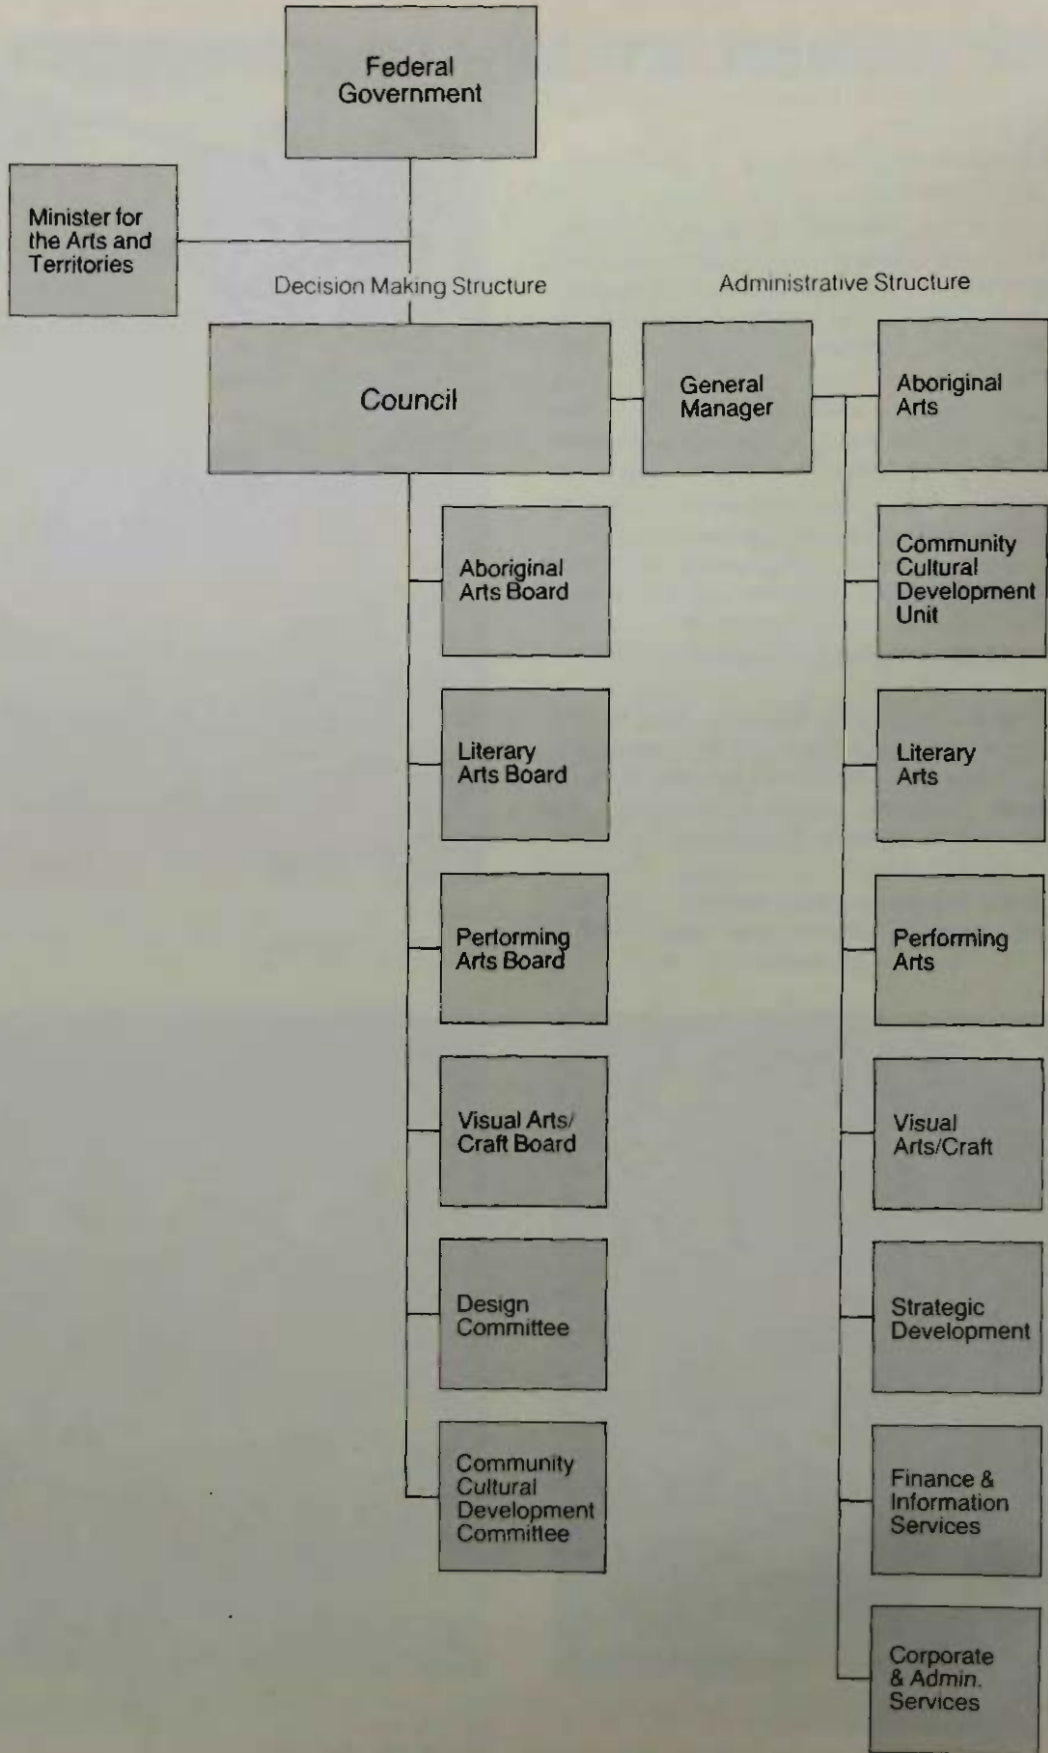 Federal
Government
Minister for
the Arts and
Territories
Decision Making Structure
Administrative Structure
Council
General
Manager
Aboriginal
Arts Board
Literary
Arts Board
Performing
Arts Board
Visual Arts/
Craft Board
Design
Committee
Community
Cultural
Development
Committee
Aboriginal
Arts
Community
Cultural
Development
Unit
Literary
Arts
Performing
Arts
Visual
Arts/Craft
Strategic
Development
Finance &
Information
Services
Corporate
& Admin.
Services